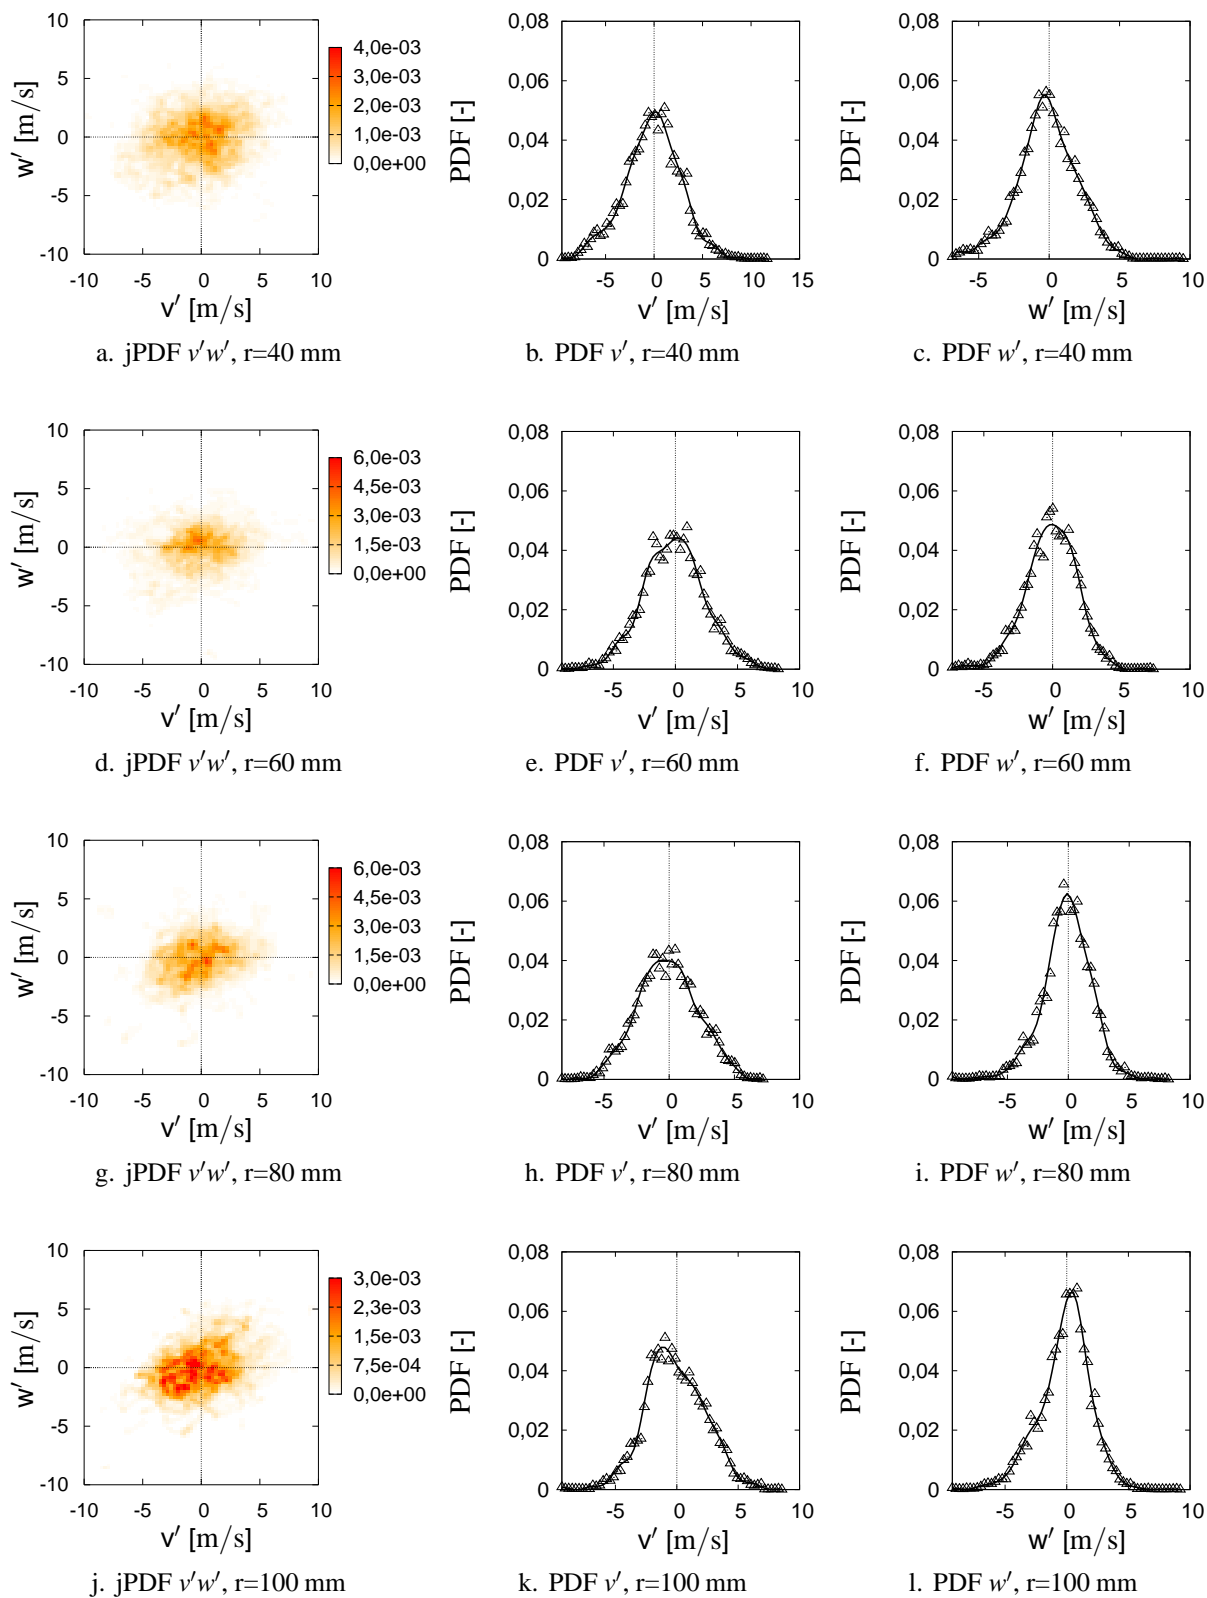 10
5
0
-5
-10
-10 -5 0 5 10
w′ [m/s]
v′ [m/s]
4,0e-03
3,0e-03
2,0e-03
1,0e-03
0,0e+00
a. jPDF v′w′, r=40 mm
0,08
0,06
0,04
0,02
0
-5 0 5 10 15
PDF [-]
v′ [m/s]
b. PDF v′, r=40 mm
0,08
0,06
0,04
0,02
0
-5 0 5 10
PDF [-]
w′ [m/s]
c. PDF w′, r=40 mm
10
5
0
-5
-10
-10 -5 0 5 10
w′ [m/s]
v′ [m/s]
6,0e-03
4,5e-03
3,0e-03
1,5e-03
0,0e+00
d. jPDF v′w′, r=60 mm
0,08
0,06
0,04
0,02
0
-5 0 5 10
PDF [-]
v′ [m/s]
e. PDF v′, r=60 mm
0,08
0,06
0,04
0,02
0
-5 0 5 10
PDF [-]
w′ [m/s]
f. PDF w′, r=60 mm
10
5
0
-5
-10
-10 -5 0 5 10
w′ [m/s]
v′ [m/s]
6,0e-03
4,5e-03
3,0e-03
1,5e-03
0,0e+00
g. jPDF v′w′, r=80 mm
0,08
0,06
0,04
0,02
0
-5 0 5 10
PDF [-]
v′ [m/s]
h. PDF v′, r=80 mm
0,08
0,06
0,04
0,02
0
-5 0 5 10
PDF [-]
w′ [m/s]
i. PDF w′, r=80 mm
10
5
0
-5
-10
-10 -5 0 5 10
w′ [m/s]
v′ [m/s]
3,0e-03
2,3e-03
1,5e-03
7,5e-04
0,0e+00
j. jPDF v′w′, r=100 mm
0,08
0,06
0,04
0,02
0
-5 0 5 10
PDF [-]
v′ [m/s]
k. PDF v′, r=100 mm
0,08
0,06
0,04
0,02
0
-5 0 5 10
PDF [-]
w′ [m/s]
l. PDF w′, r=100 mm